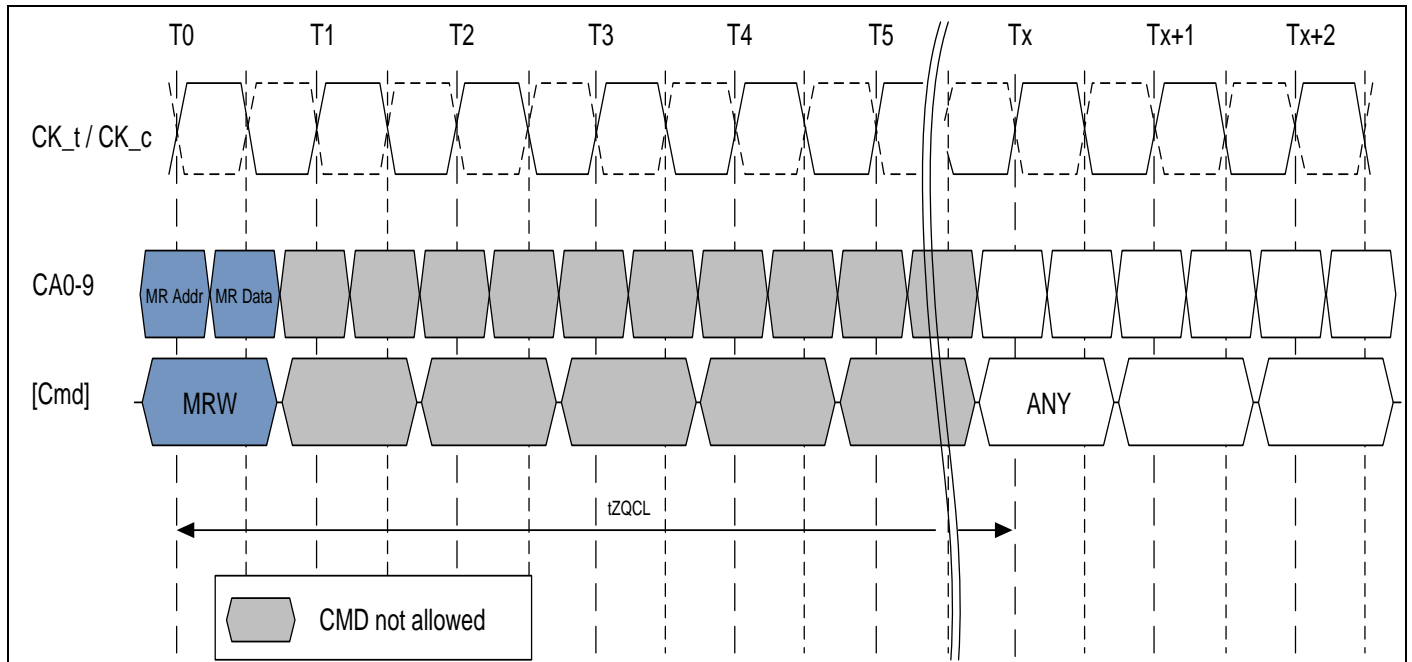 T0 T1 T2 T3 T4 T5 Tx Tx+1 Tx+2
CK_t / CK_c
CA0-9
MR Addr MR Data
[Cmd]
MRW ANY
tZQCL
CMD not allowed